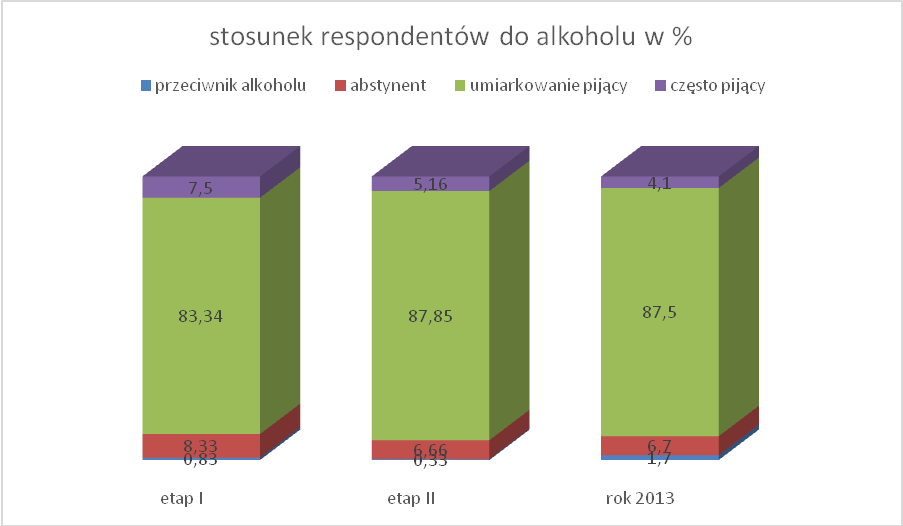 stosunek respondentów do alkoholu w %
przeciwnik alkoholu abstynent umiarkowanie pijący często pijący
7,5 5,16 4,1
83,34 87,85 87,5
8,33 6,66 6,7
0,83 0,33 1,7
etap I etap II rok 2013